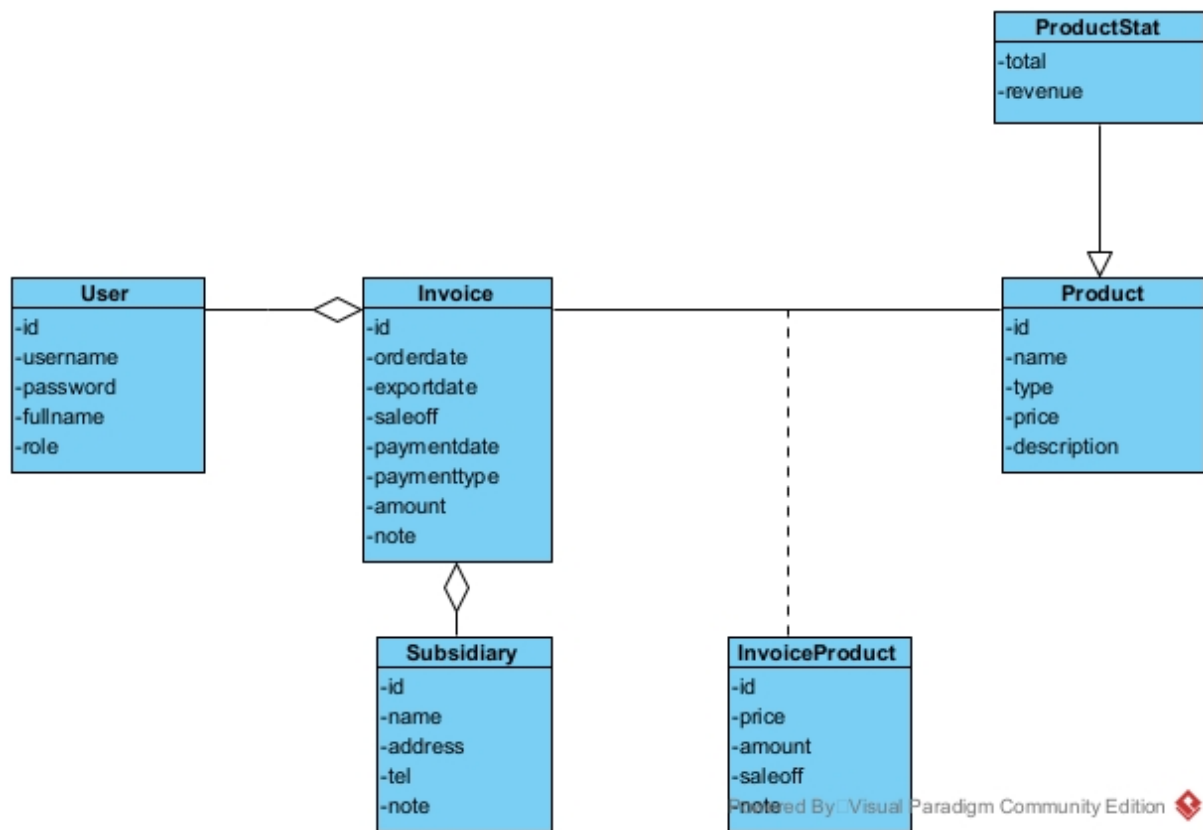 ProductStat
-total
-revenue
User
-id
-username
-password
-fullname
-role
Invoice
-id
-orderdate
-exportdate
-saleoff
-paymentdate
-paymenttype
-amount
-note
Product
-id
-name
-type
-price
-description
Subsidiary
-id
-name
-address
-tel
-note
InvoiceProduct
-id
-price
-amount
-saleoff
-note
Powered By Visual Paradigm Community Edition